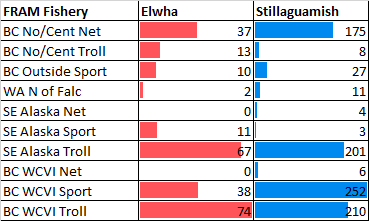 FRAM Fishery Elwha Stillaguamish
BC No/Cent Net 37 175
BC No/Cent Troll 13 8
BC Outside Sport 10 27
WA N of Falc 2 11
SE Alaska Net 0 4
SE Alaska Sport 11 3
SE Alaska Troll 67 201
BC WCVI Net 0 6
BC WCVI Sport 38 252
BC WCVI Troll 74 210